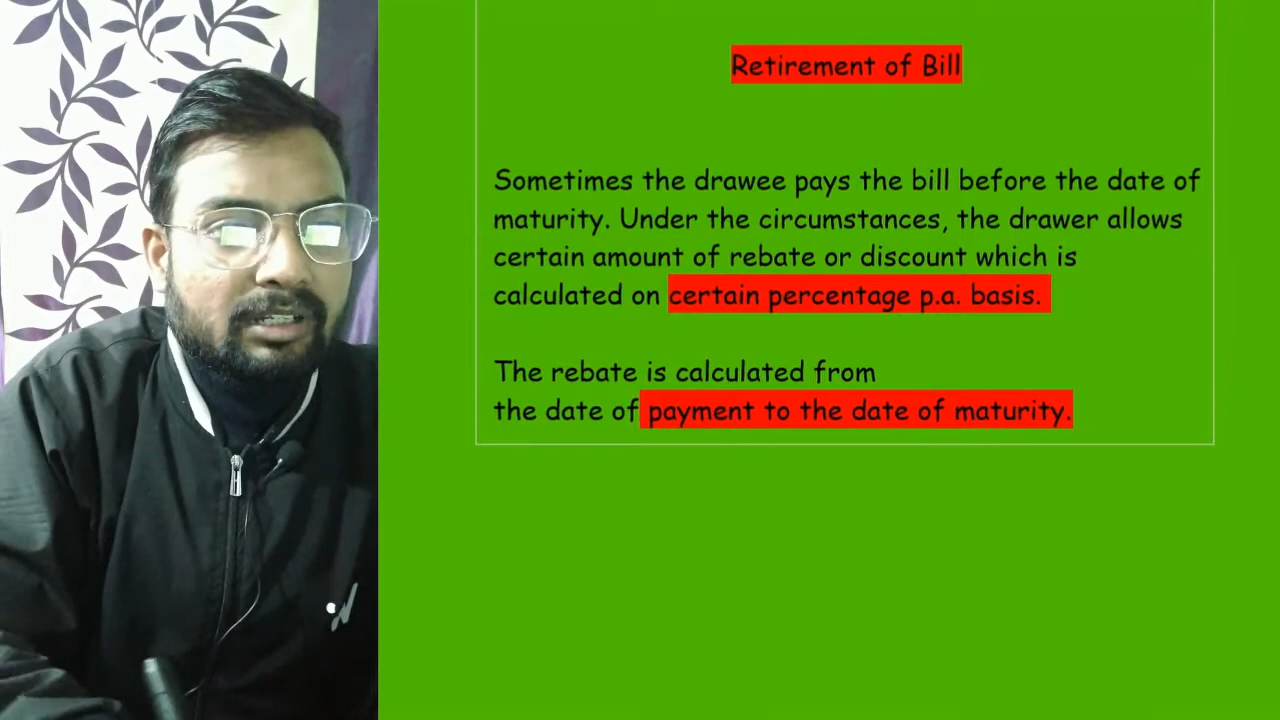 Retirement of Bill
Sometimes the drawee pays the bill before the date of
maturity. Under the circumstances, the drawer allows
certain amount of rebate or discount which is
calculated on certain percentage p.a. basis.
The rebate is calculated from
the date of payment to the date of maturity.